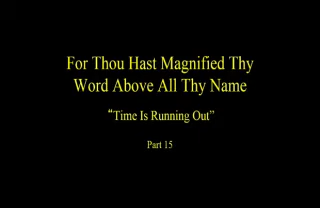 For Thou Hast Magnified Thy
Word Above All Thy Name
“Time Is Running Out”
Part 15